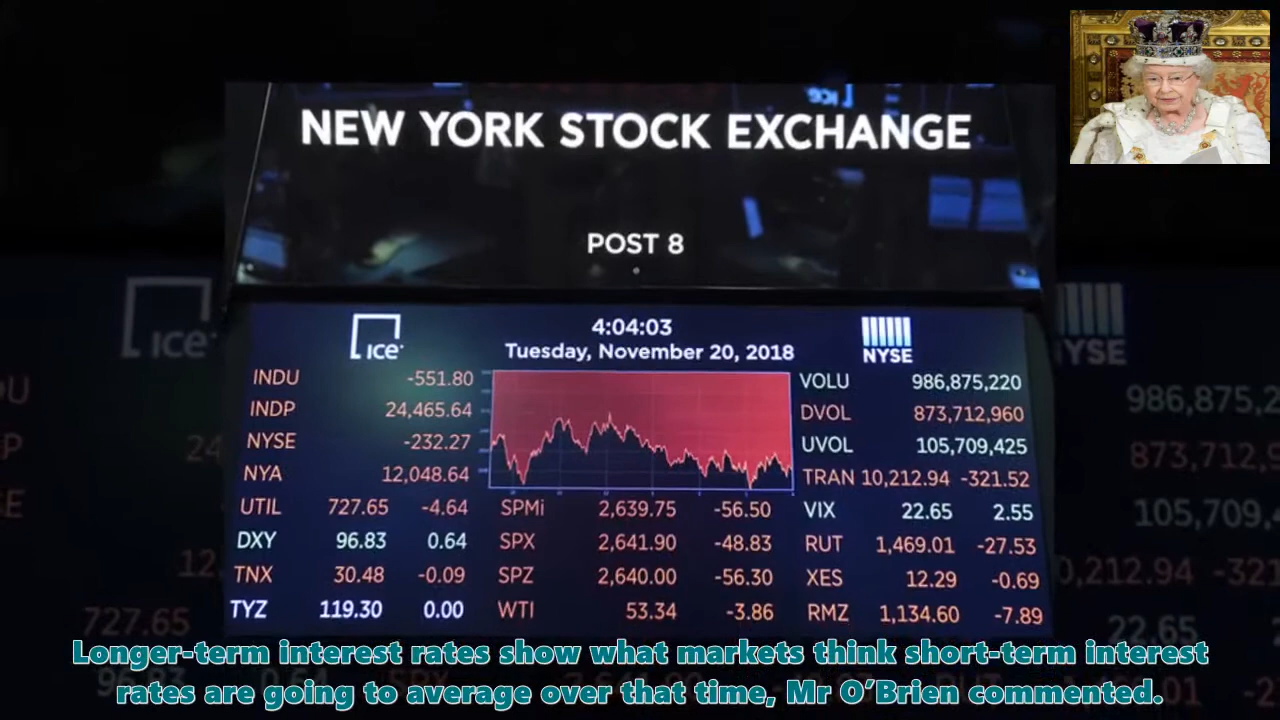 ICE
NEW YORK STOCK EXCHANGE
POST 8
ICE
4:04:03
NYSE
Tuesday, November 20, 2018
INDU -551.80
INDP 24,465.64
NYSE -232.27
NYA 12,048.64
UTIL 727.65 -4.64
DXY 96.83 0.64
TNX 30.48 -0.09
TYZ 119.30 0.00
SPMi 2,639.75 -56.50
SPX 2,641.90 -48.83
SPZ 2,640.00 -56.30
WTI 53.34 -3.86
VOLU 986,875,220
DVOL 873,712,960
UVOL 105,709,425
TRAN 10,212.94 -321.52
VIX 22.65 2.55
RUT 1,469.01 -27.53
XES 12.29 -0.69
RMZ 1,134.60 -7.89
Longer-term interest rates show what markets think short-term interest
rates are going to average over that time, Mr O’Brien commented.